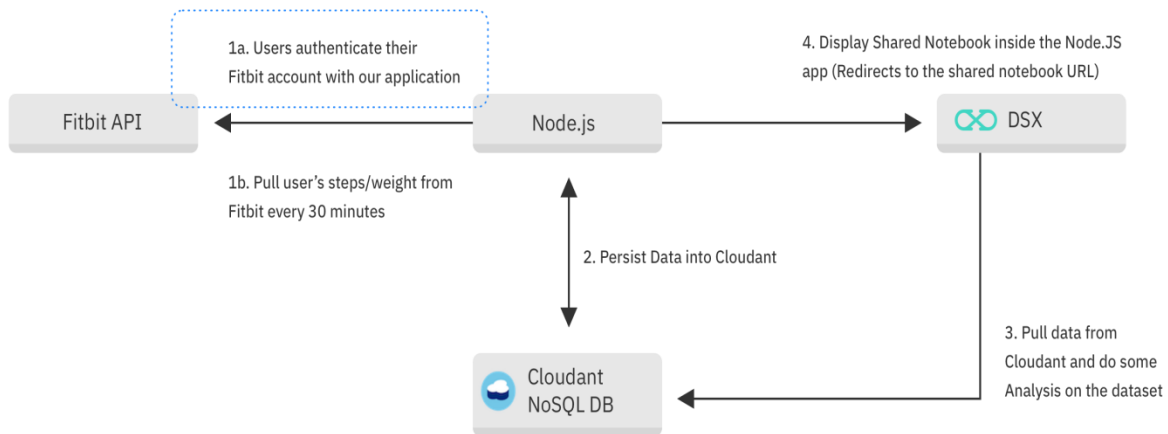 1a. Users authenticate their
Fitbit account with our application
4. Display Shared Notebook inside the Node.JS
app (Redirects to the shared notebook URL)
Fitbit API
Node.js
DSX
1b. Pull user's steps/weight from
Fitbit every 30 minutes
2. Persist Data into Cloudant
3. Pull data from
Cloudant and do some
Analysis on the dataset
Cloudant
NoSQL DB